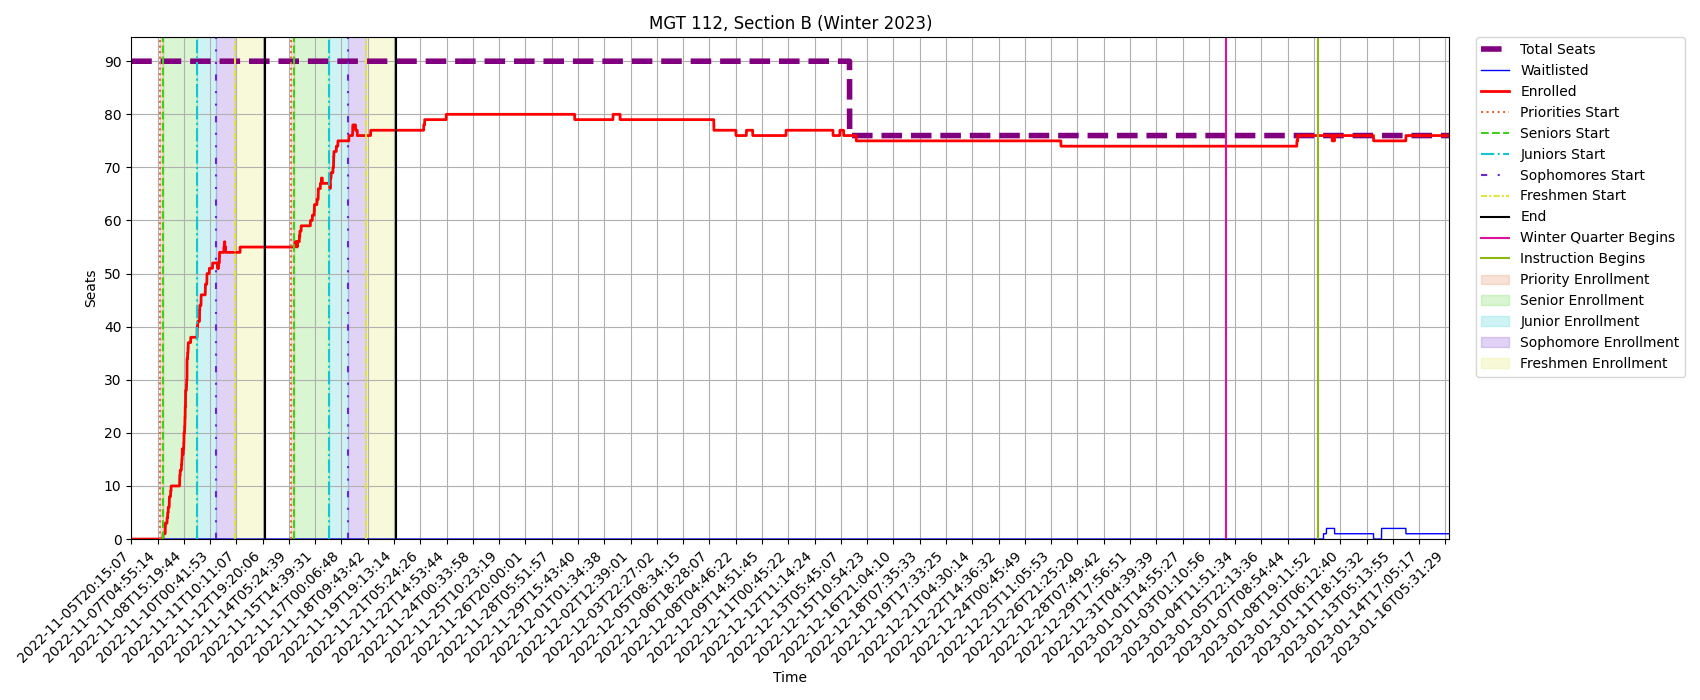 MGT 112, Section B (Winter 2023)
Seats
90
80
70
60
50
40
30
20
10
0
2022-11-05T20:15:07
2022-11-07T04:55:14
2022-11-08T15:19:44
2022-11-10T00:41:53
2022-11-11T10:11:07
2022-11-12T19:20:06
2022-11-14T05:24:39
2022-11-15T14:39:31
2022-11-17T00:06:48
2022-11-18T09:43:42
2022-11-19T19:13:14
2022-11-21T05:24:26
2022-11-22T14:53:44
2022-11-24T00:33:58
2022-11-25T10:23:19
2022-11-26T20:00:01
2022-11-28T05:51:57
2022-11-29T15:43:40
2022-12-01T01:34:38
2022-12-02T12:39:01
2022-12-03T22:27:02
2022-12-05T08:34:15
2022-12-06T18:28:07
2022-12-08T04:46:22
2022-12-09T14:51:45
2022-12-11T00:45:22
2022-12-12T11:14:24
2022-12-13T05:45:07
2022-12-15T10:54:23
2022-12-16T21:04:10
2022-12-18T07:35:33
2022-12-19T17:33:25
2022-12-21T04:30:14
2022-12-22T14:36:32
2022-12-24T00:45:49
2022-12-25T11:05:53
2022-12-26T21:25:20
2022-12-28T07:49:42
2022-12-29T17:56:51
2022-12-31T04:39:39
2023-01-01T14:55:27
2023-01-03T01:10:56
2023-01-04T11:51:34
2023-01-05T22:13:36
2023-01-07T08:54:44
2023-01-08T19:11:52
2023-01-10T06:12:40
2023-01-11T18:15:32
2023-01-13T05:13:55
2023-01-14T17:05:17
2023-01-16T05:31:29
Time
Total Seats
Waitlisted
Enrolled
Priorities Start
Seniors Start
Juniors Start
Sophomores Start
Freshmen Start
End
Winter Quarter Begins
Instruction Begins
Priority Enrollment
Senior Enrollment
Junior Enrollment
Sophomore Enrollment
Freshmen Enrollment